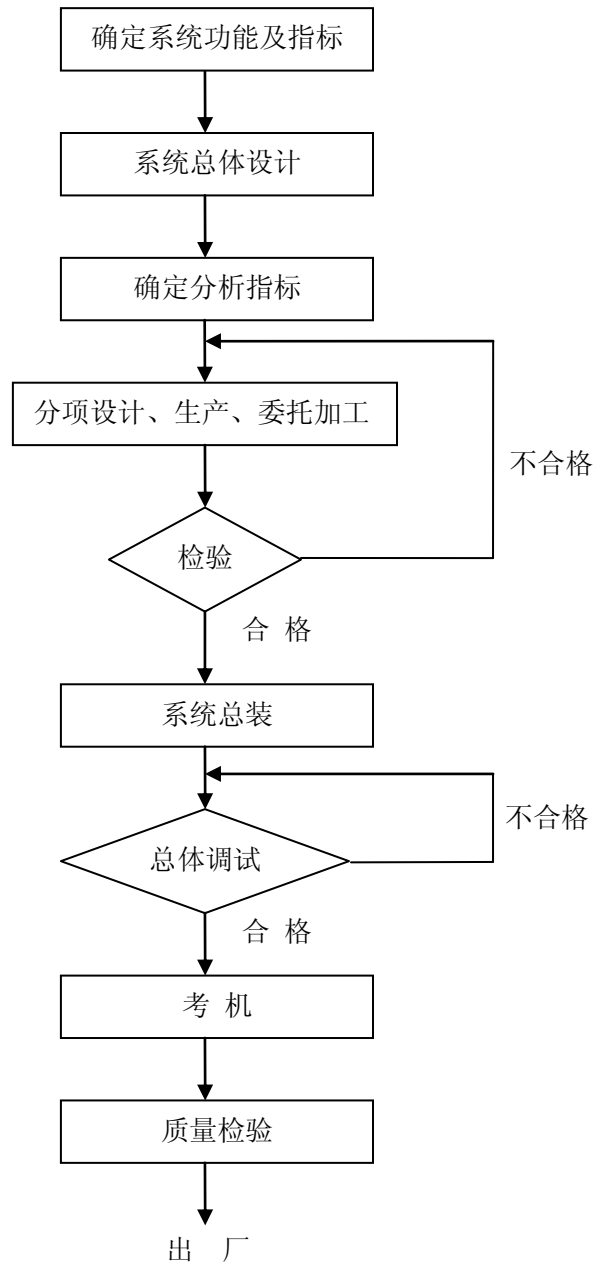 确定系统功能及指标
系统总体设计
确定分析指标
分项设计、生产、委托加工
不合格
检验
合 格
系统总装
不合格
总体调试
合 格
考 机
质量检验
出 厂